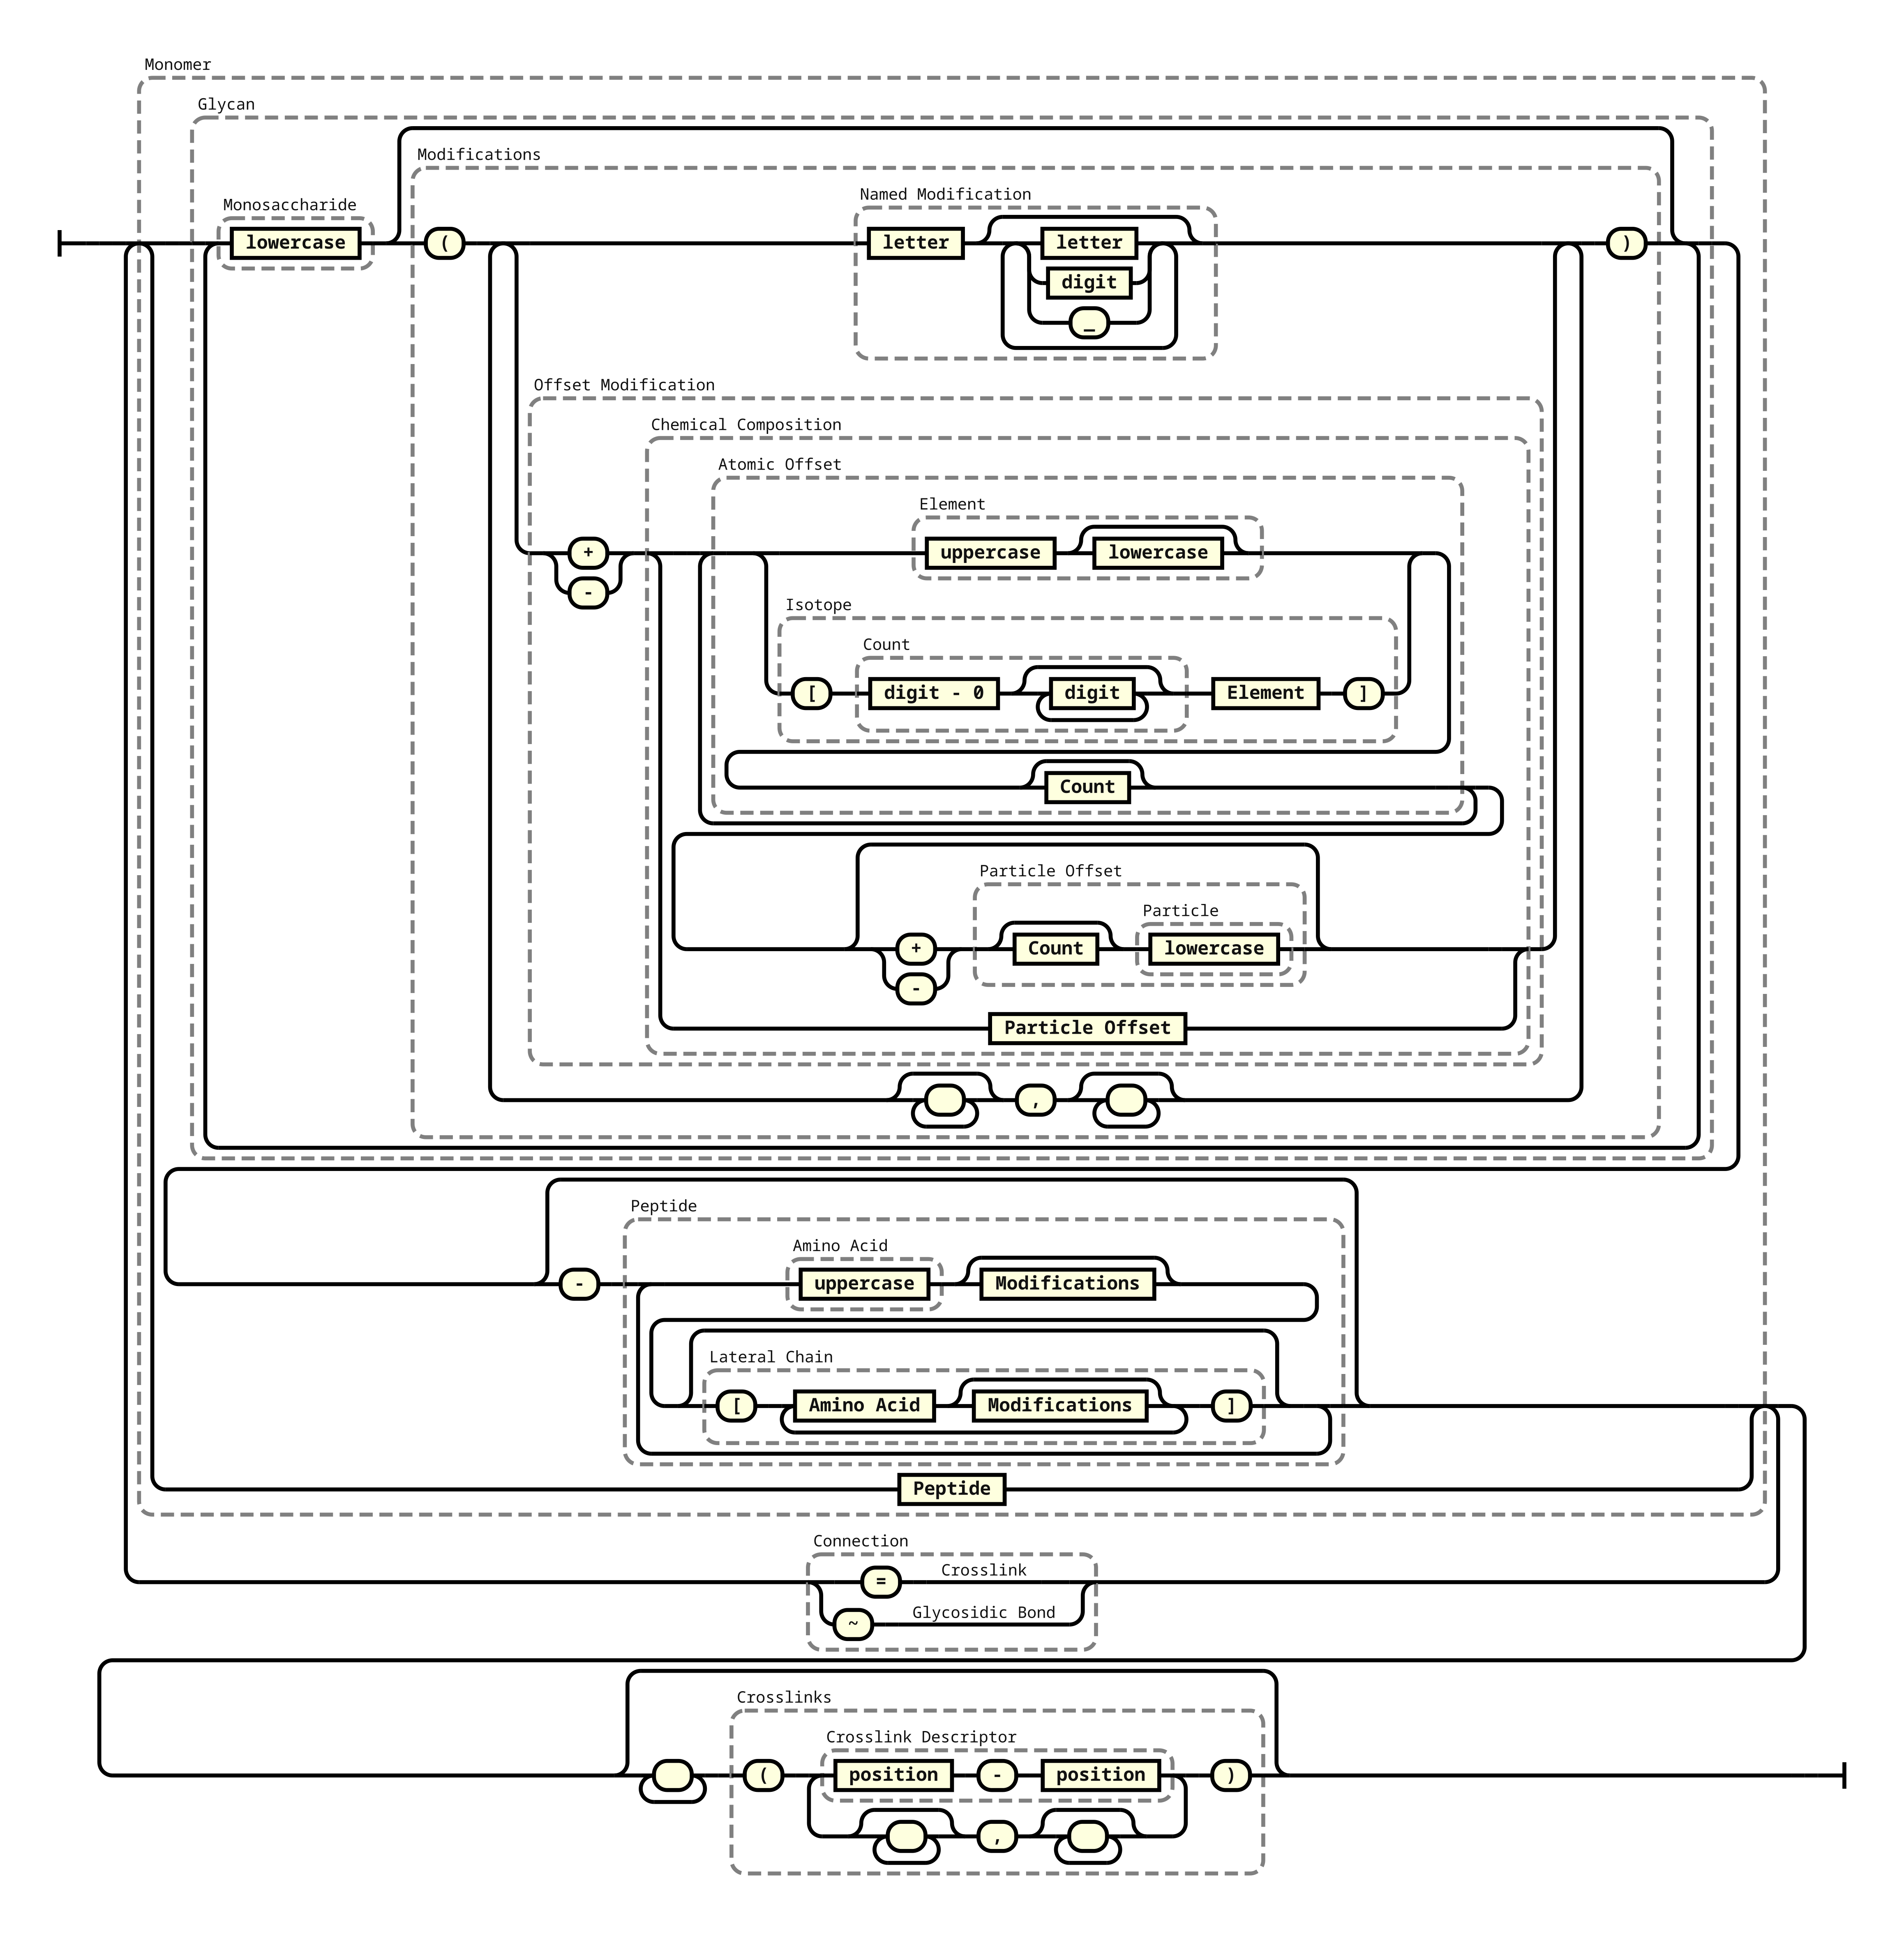 Monomer
Glycan
Modifications
Named Modification
Monosaccharide
lowercase ( letter letter )
digit
_
Offset Modification
Chemical Composition
Atomic Offset
Element
+ uppercase lowercase
-
Isotope
Count
[ digit - 0 digit Element ]
Count
Particle Offset
Particle
+ Count lowercase
-
Particle Offset
,
Peptide
Amino Acid
- uppercase Modifications
Lateral Chain
[ Amino Acid Modifications ]
Peptide
Connection
= Crosslink
~ Glycosidic Bond
Crosslinks
Crosslink Descriptor
( position - position )
,